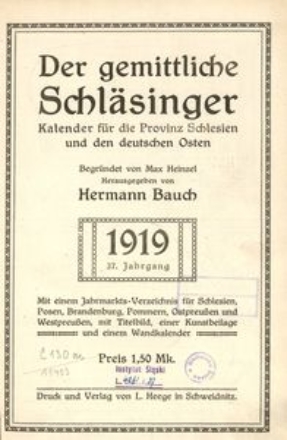 Der gemittliche
Schläsinger
Kalender für die Provinz Schlesien
und den deutschen Osten
Begründet von Max Heinzel
Herausgegeben von
Hermann Bauch
1919
37. Jahrgang
Mit einem Jahrmarkts-Verzeichnis für Schlesien,
Posen, Brandenburg, Pommern, Ostpreußen und
Westpreußen, mit Titelbild, einer Kunstbeilage
und einem Wandkalender
Preis 1,50 Mk.
Instytut Śląski
Druck und Verlag von L. Heege in Schweidnitz.